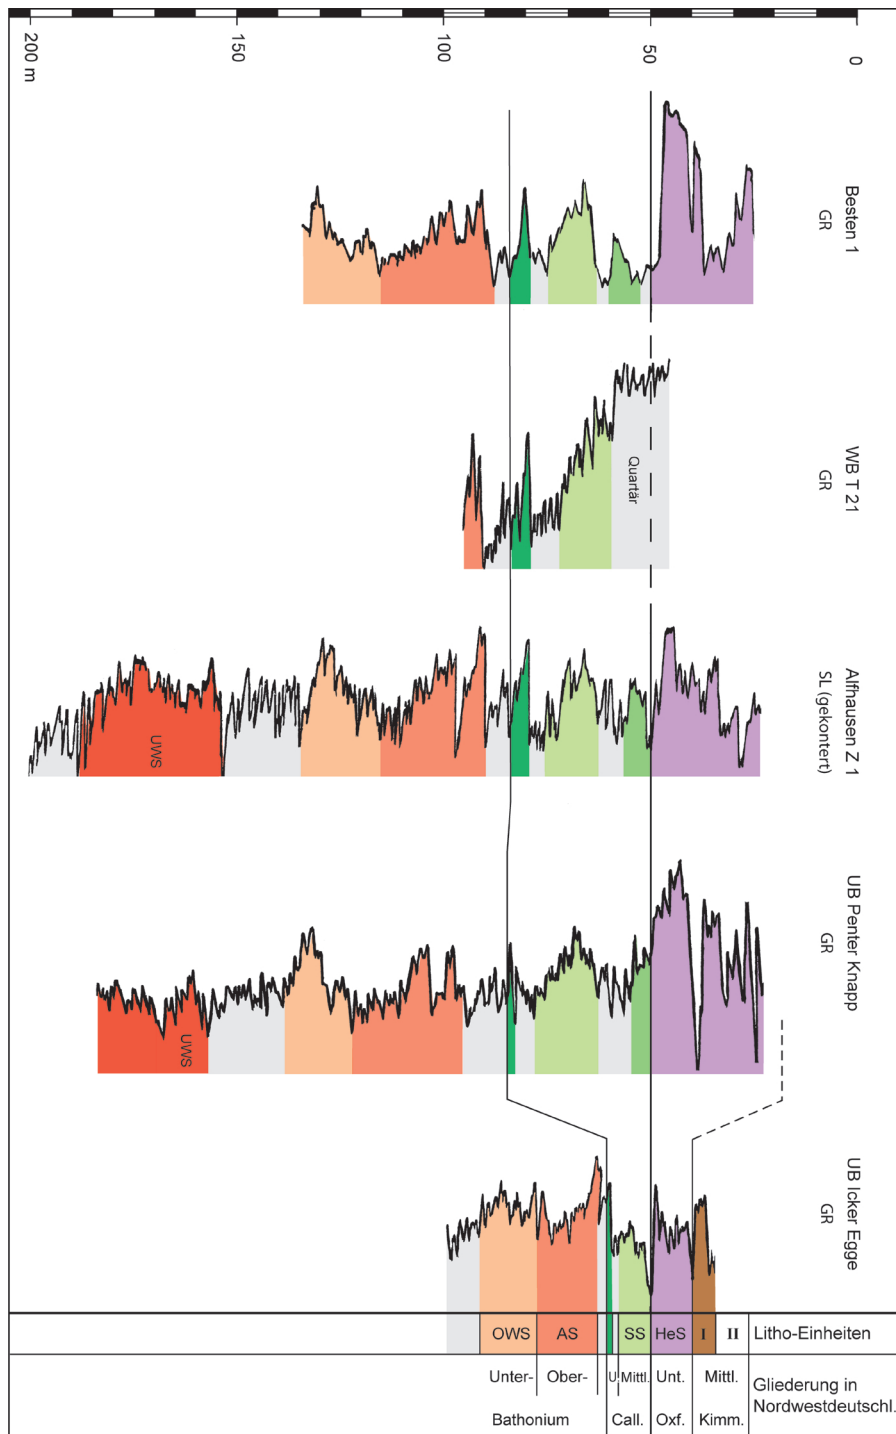 200 m
150
100
50
0
Besten 1
GR
WB T 21
GR
Quartär
Alfhausen Z 1
SL (gekontert)
UWS
UB Penter Knapp
GR
UWS
UB Icker Egge
GR
OWS AS SS HeS I II Litho-Einheiten
Unter- Ober- U. Mittl. Unt. Mittl. Gliederung in
Nordwestdeutschl.
Bathonium Call. Oxf. Kimm.